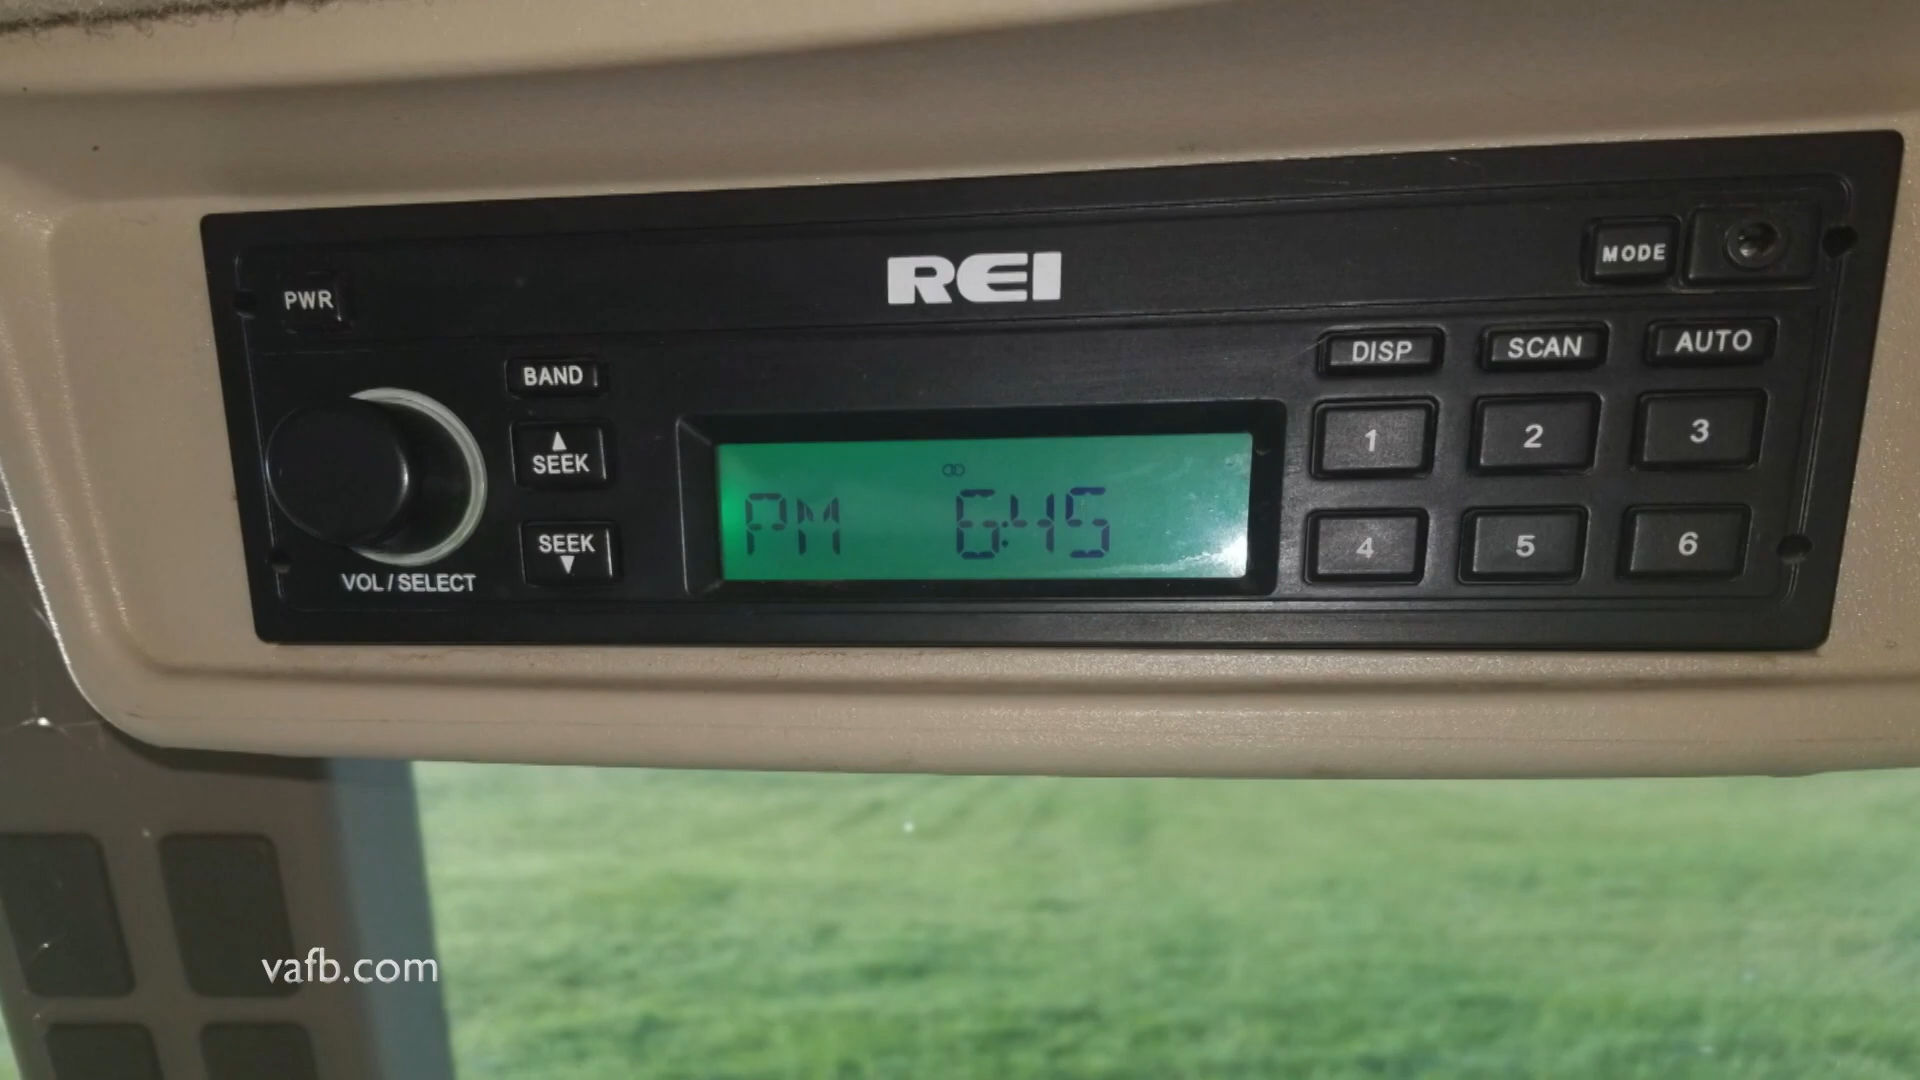 REI
MODE
PWR
DISP SCAN AUTO
BAND
▲
SEEK
1 2 3
PM 6:45
SEEK
▼
4 5 6
VOL / SELECT
vafb.com